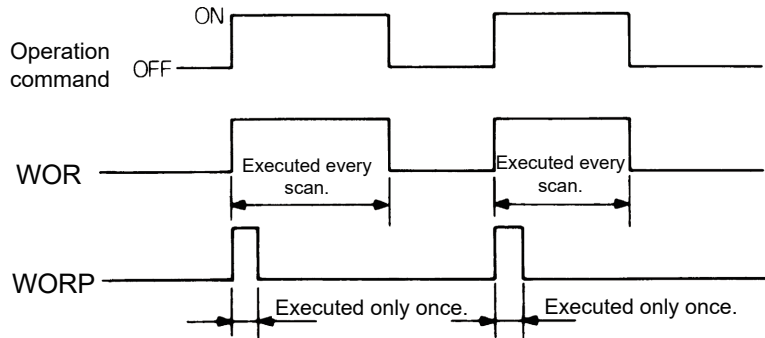 ON
Operation
command
OFF
WOR
Executed every
scan.
Executed every
scan.
WORP
Executed only once.
Executed only once.